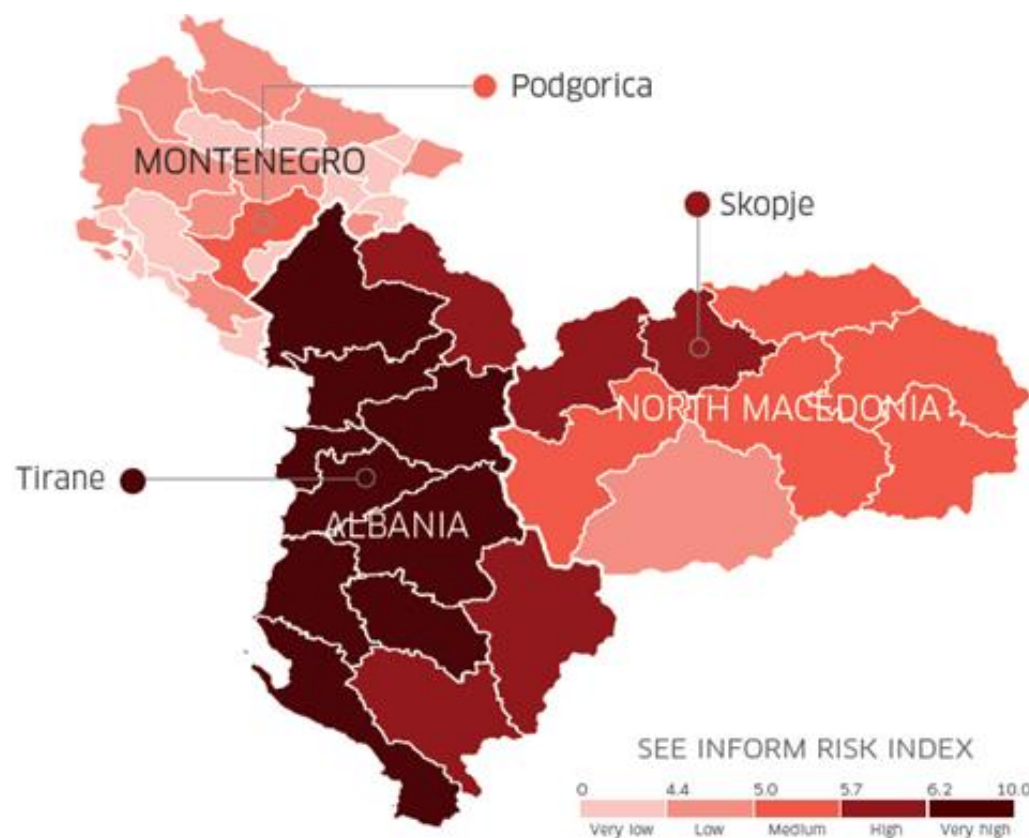 Podgorica
MONTENEGRO
Skopje
NORTH MACEDONIA
Tirane
ALBANIA
SEE INFORM RISK INDEX
0 4.4 5.0 5.7 6.2 10.0
Very low Low Medium High Very high